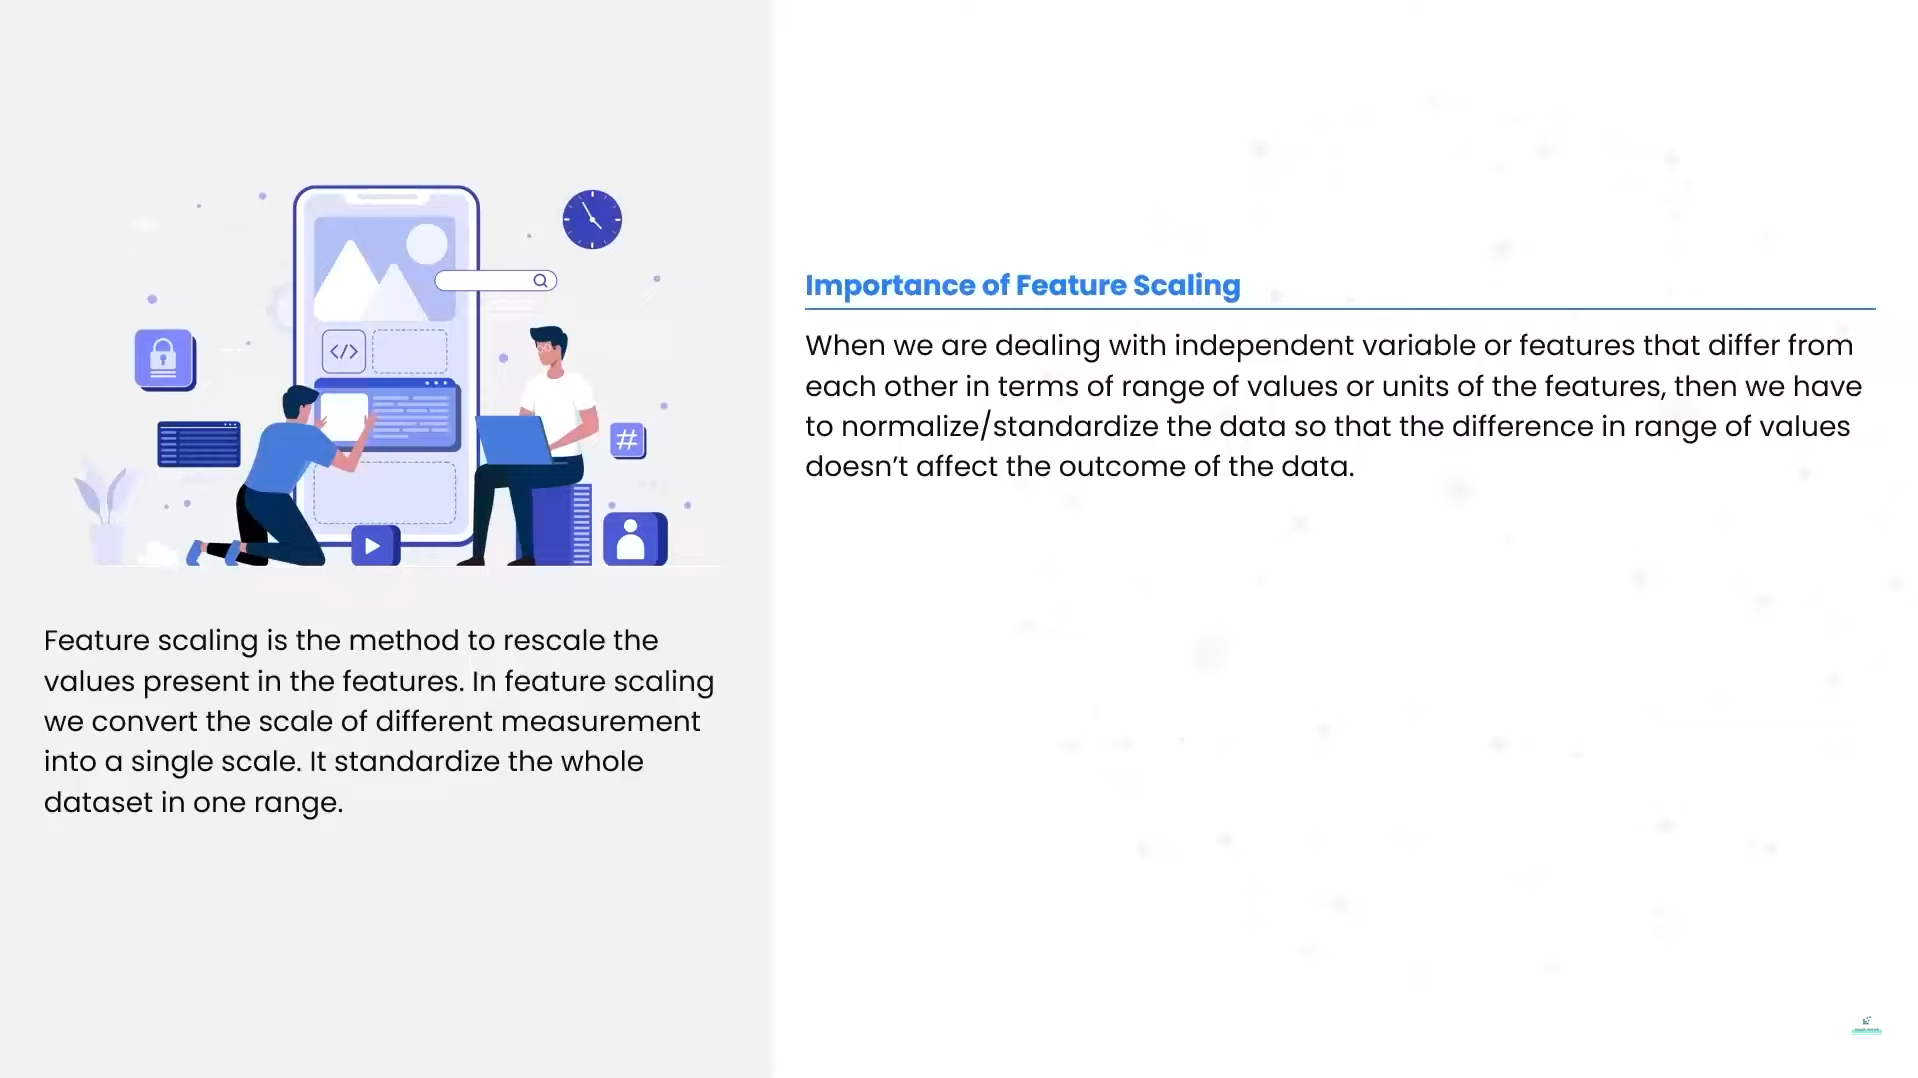 Importance of Feature Scaling
When we are dealing with independent variable or features that differ from
each other in terms of range of values or units of the features, then we have
to normalize/standardize the data so that the difference in range of values
doesn’t affect the outcome of the data.
</>
#
Feature scaling is the method to rescale the
values present in the features. In feature scaling
we convert the scale of different measurement
into a single scale. It standardize the whole
dataset in one range.